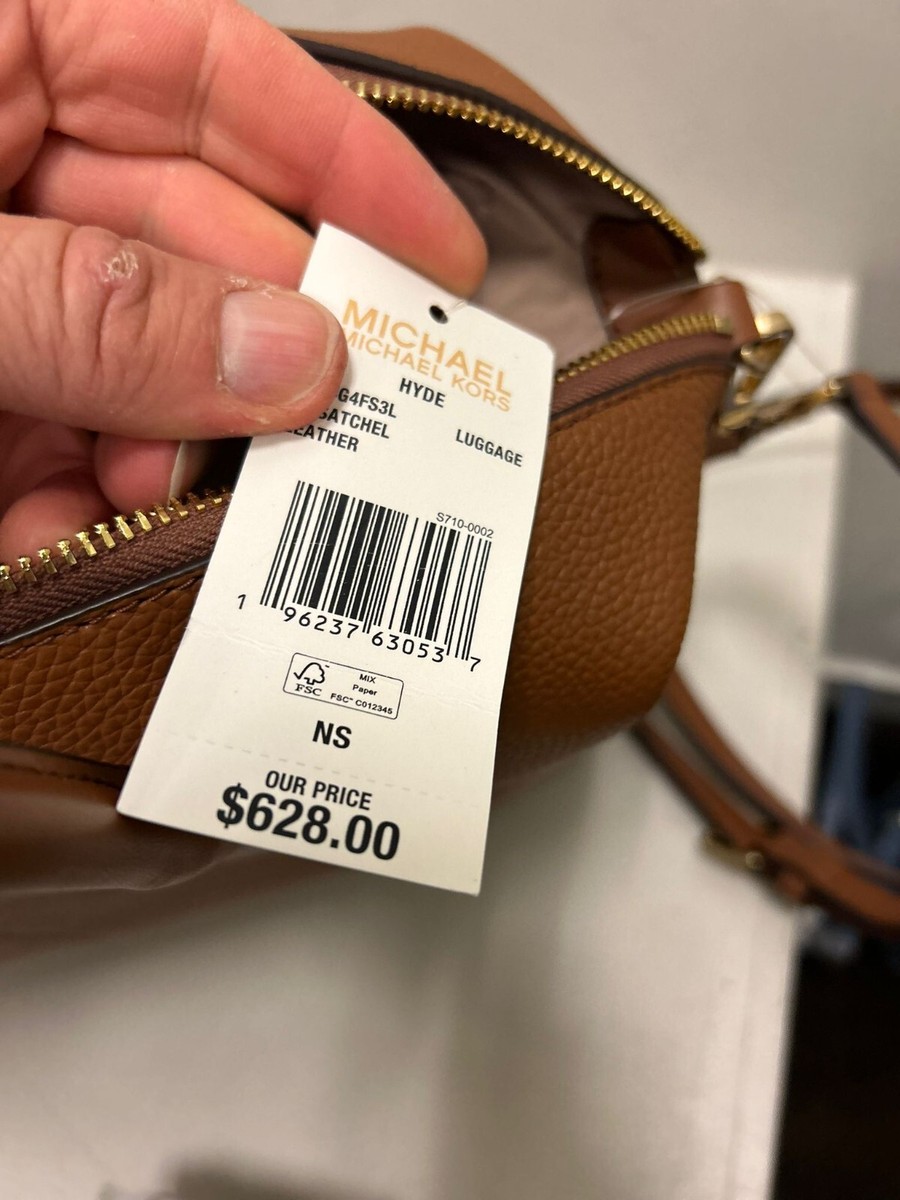 MICHAEL
MICHAEL KORS
HYDE
-G4FS3L
SATCHEL
LEATHER
LUGGAGE
S710-0002
1 96237 63053 7
FSC
MIX
Paper
FSC™ C012345
NS
OUR PRICE
$628.00